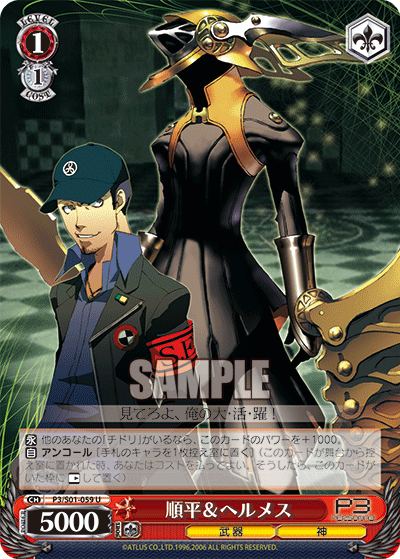 LEVEL
1
1
COST
SAMPLE
見てろよ、俺の大・活・躍！
永 他のあなたの「チドリ」がいるなら、このカードのパワーを＋1000。
自 アンコール ［手札のキャラを1枚控え室に置く］ （このカードが舞台から控
え室に置かれた時、あなたはコストを払ってよい。そうしたら、このカードが
いた枠に に置く）
CH P3/S01-059 U
5000
順平＆ヘルメス
武器 神
P3
©ATLUS CO.,LTD.1996,2006 ALL RIGHTS RESERVED.